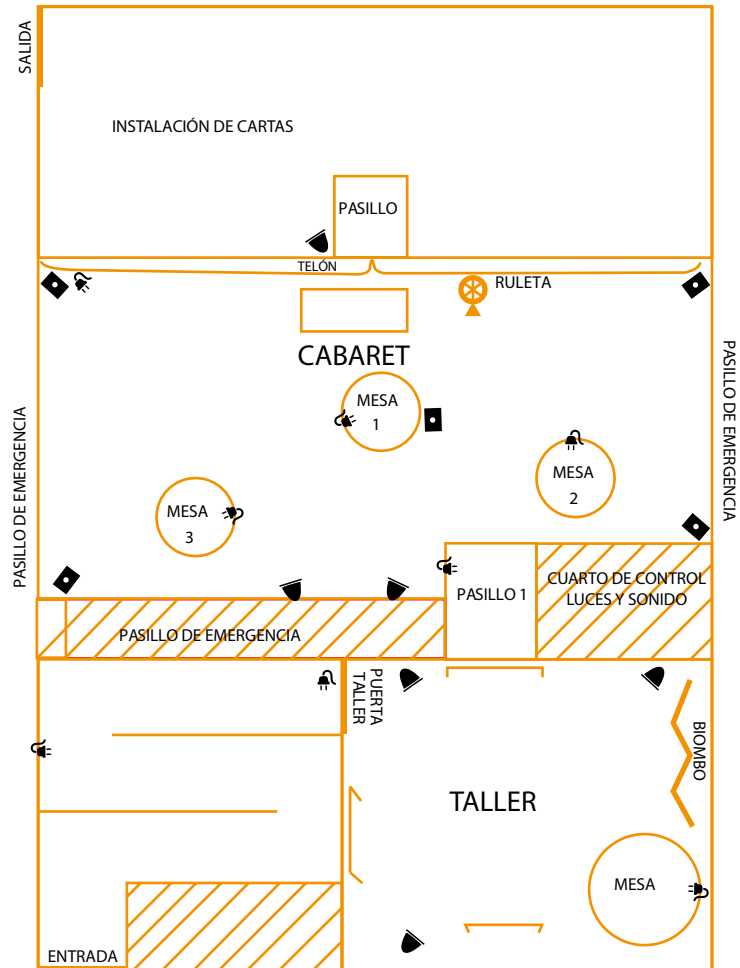 SALIDA
INSTALACIÓN DE CARTAS
PASILLO
TELÓN
RULETA
CABARET
PASILLO DE EMERGENCIA
MESA
1
MESA
2
MESA
3
PASILLO DE EMERGENCIA
CUARTO DE CONTROL
LUCES Y SONIDO
PASILLO 1
PASILLO DE EMERGENCIA
PUERTA
TALLER
BIOMBO
TALLER
MESA
ENTRADA